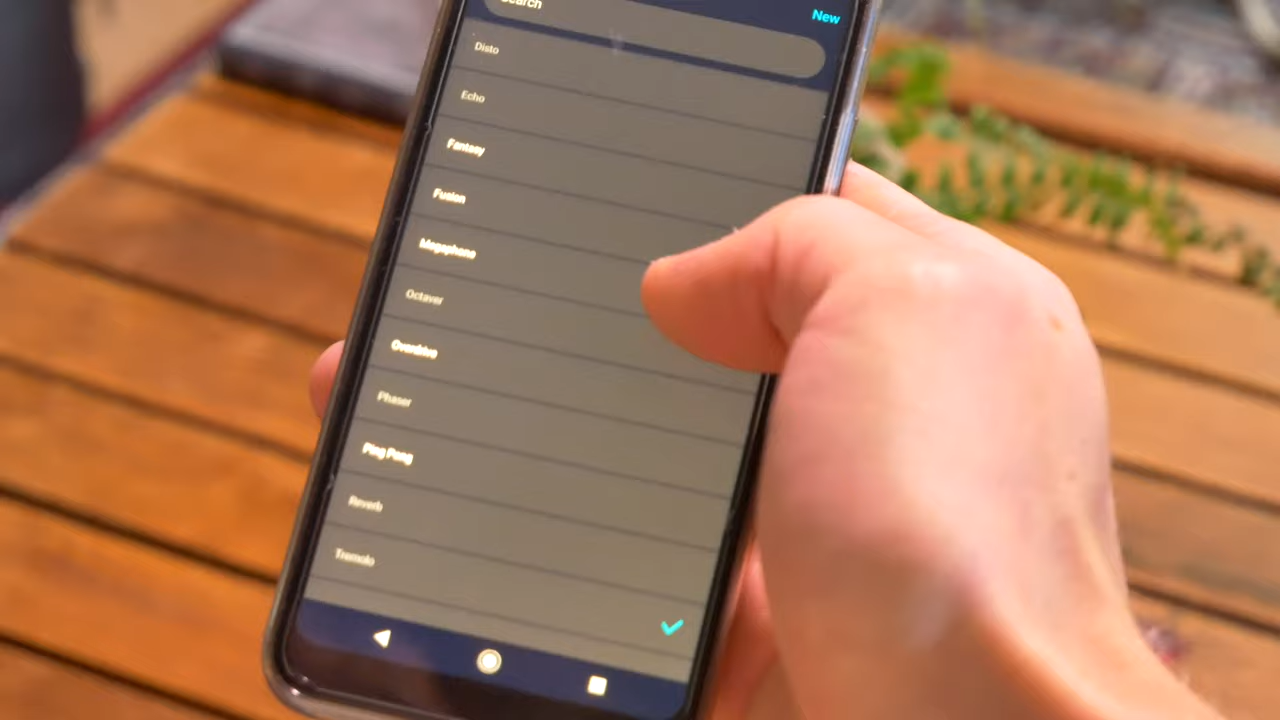 Search
New
Disto
Echo
Fantasy
Fusion
Megaphone
Octaver
Overdrive
Phaser
Ping Pong
Reverb
Tremolo